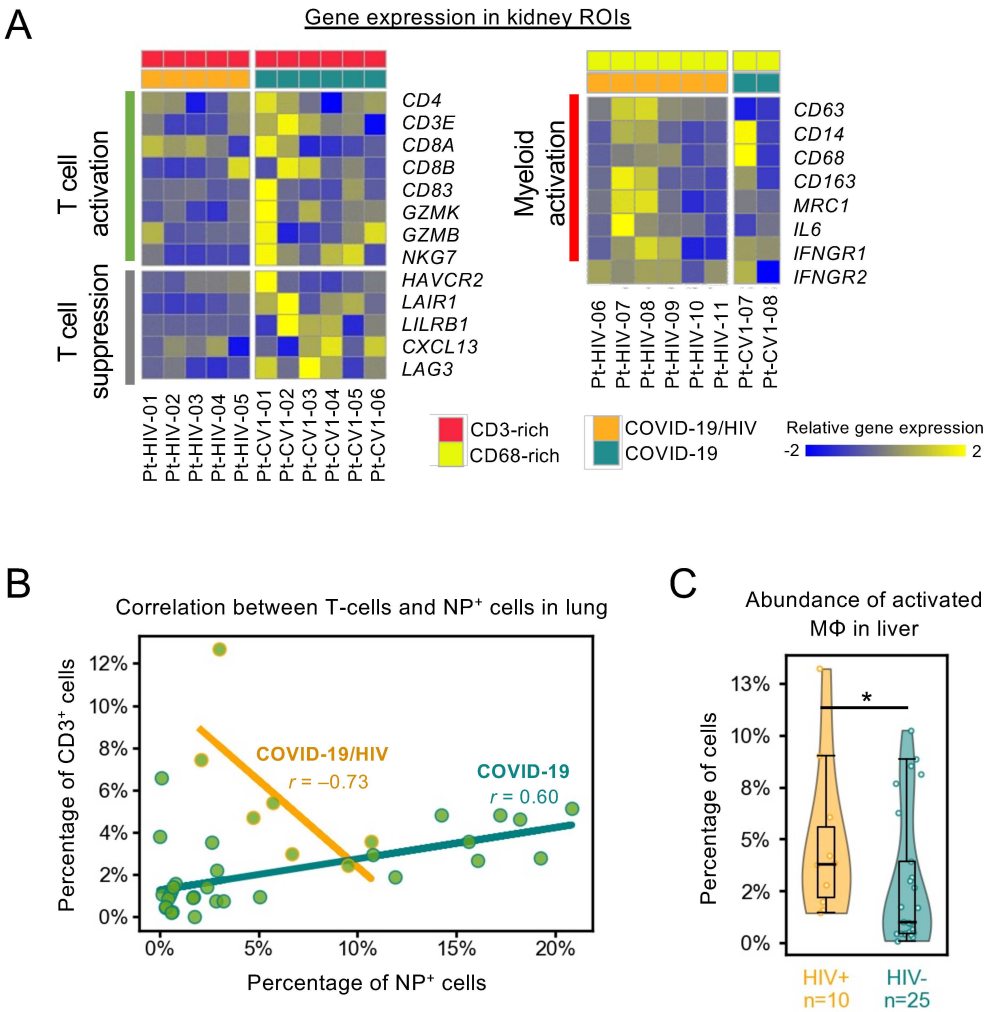 A
Gene expression in kidney ROIs
T cell
activation
CD4
CD3E
CD8A
CD8B
CD83
GZMK
GZMB
NKG7
T cell
suppression
HAVCR2
LAIR1
LILRB1
CXCL13
LAG3
Pt-HIV-01
Pt-HIV-02
Pt-HIV-03
Pt-HIV-04
Pt-HIV-05
Pt-CV1-01
Pt-CV1-02
Pt-CV1-03
Pt-CV1-04
Pt-CV1-05
Pt-CV1-06
Myeloid
activation
CD63
CD14
CD68
CD163
MRC1
IL6
IFNGR1
IFNGR2
Pt-HIV-06
Pt-HIV-07
Pt-HIV-08
Pt-HIV-09
Pt-HIV-10
Pt-HIV-11
Pt-CV1-07
Pt-CV1-08
CD3-rich
CD68-rich
COVID-19/HIV
COVID-19
Relative gene expression
-2 2
B
Correlation between T-cells and NP⁺ cells in lung
Percentage of CD3⁺ cells
12%
10%
8%
6%
4%
2%
0%
COVID-19/HIV
r = −0.73
COVID-19
r = 0.60
0% 5% 10% 15% 20%
Percentage of NP⁺ cells
C
Abundance of activated
MΦ in liver
Percentage of cells
13%
10%
8%
5%
2%
0%
*
HIV+
n=10
HIV-
n=25